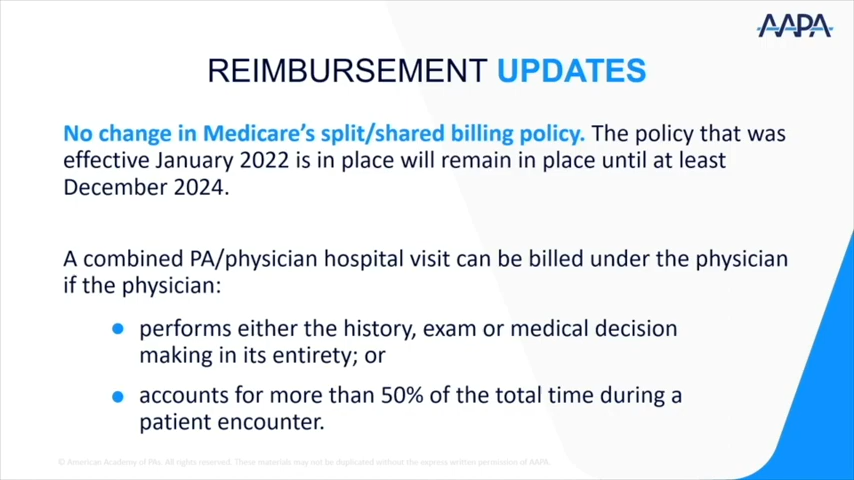 AAPA
REIMBURSEMENT UPDATES
No change in Medicare's split/shared billing policy. The policy that was
effective January 2022 is in place will remain in place until at least
December 2024.
A combined PA/physician hospital visit can be billed under the physician
if the physician:
● performs either the history, exam or medical decision
making in its entirety; or
● accounts for more than 50% of the total time during a
patient encounter.
© American Academy of PAs. All rights reserved. These materials may not be duplicated without the express written permission of AAPA.